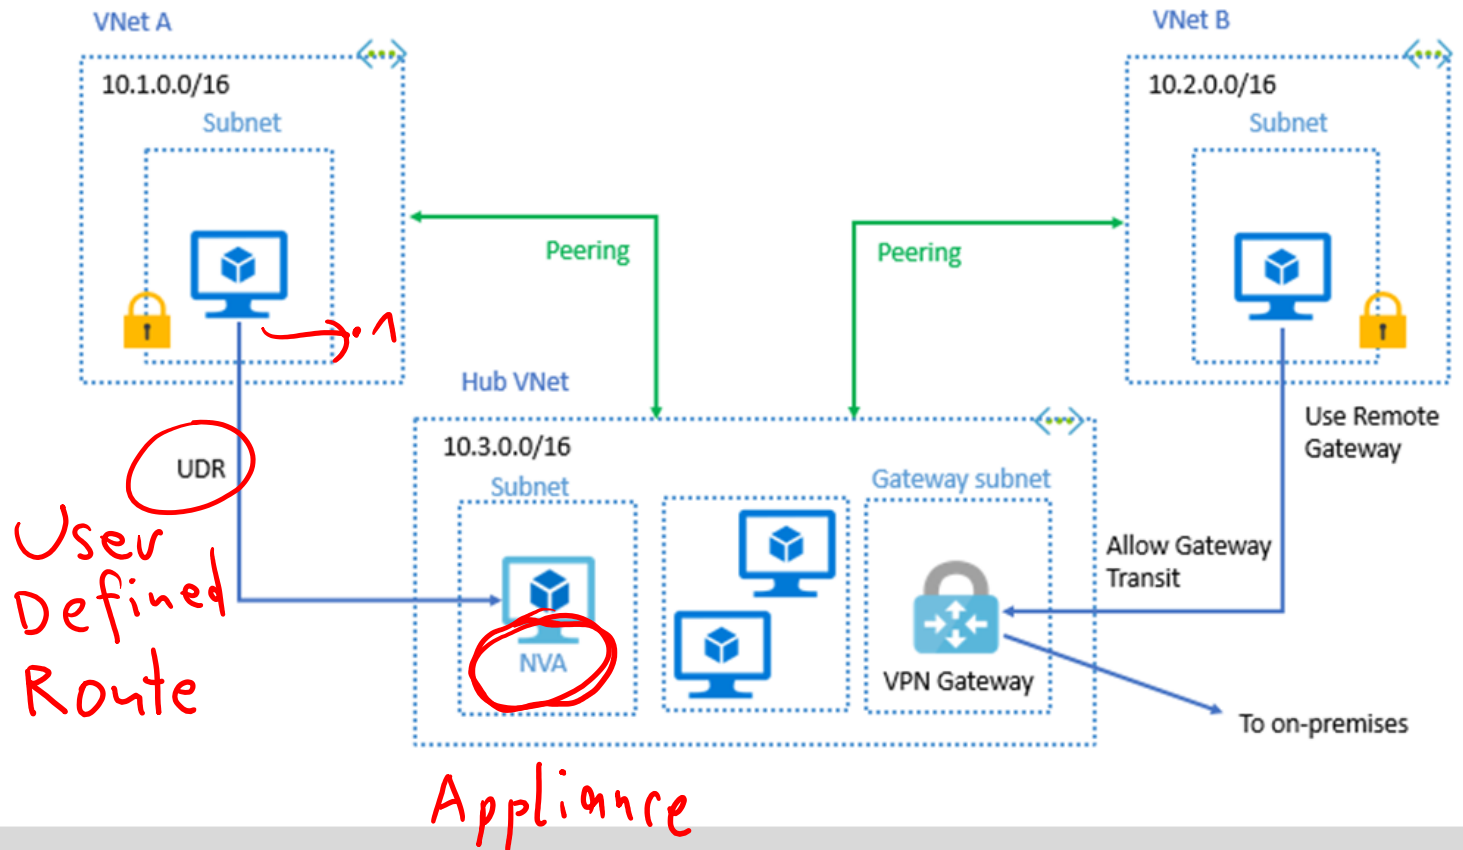 VNet A
VNet B
10.1.0.0/16
Subnet
10.2.0.0/16
Subnet
Peering
Peering
.1
Hub VNet
Use Remote
Gateway
10.3.0.0/16
Subnet
Gateway subnet
UDR
User
Defined
Route
Allow Gateway
Transit
NVA
VPN Gateway
To on-premises
Appliance